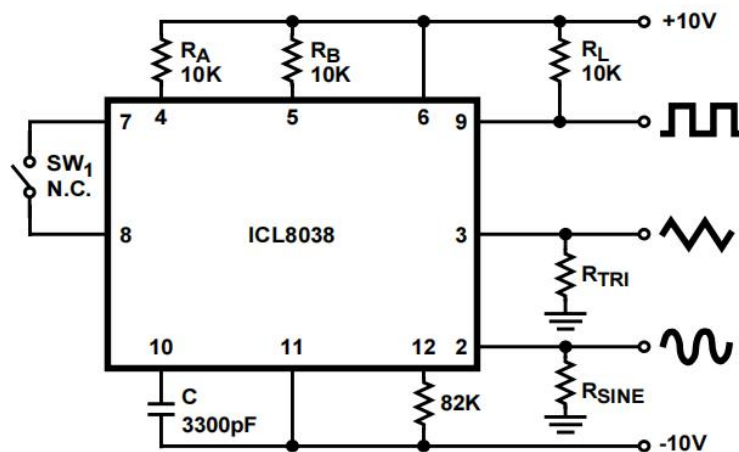 +10V
RA
10K
RB
10K
RL
10K
4
5
6
7
9
SW1
N.C.
8
ICL8038
3
RTRI
10
11
12
2
C
3300pF
82K
RSINE
-10V